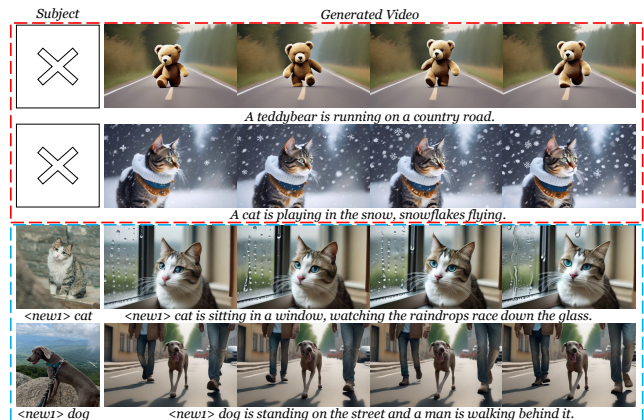 Subject
Generated Video
A teddybear is running on a country road.
A cat is playing in the snow, snowflakes flying.
<new1> cat
<new1> cat is sitting in a window, watching the raindrops race down the glass.
<new1> dog
<new1> dog is standing on the street and a man is walking behind it.